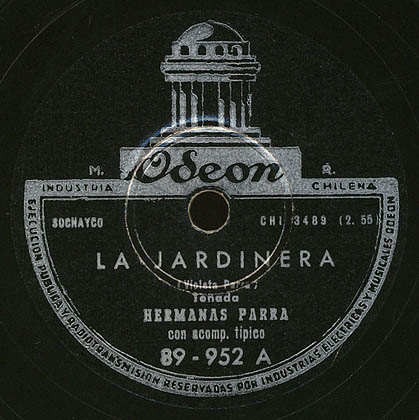 M. Odeon R.
INDUSTRIA CHILENA
SOCHAYCO CHI 3489 (2.55)
LA JARDINERA
(Violeta Parra)
Tonada
HERMANAS PARRA
con acomp. típico
89-952 A
EJECUCION PUBLICA Y RADIOTRANSMISION RESERVADAS POR INDUSTRIAS ELECTRICAS Y MUSICALES ODEON